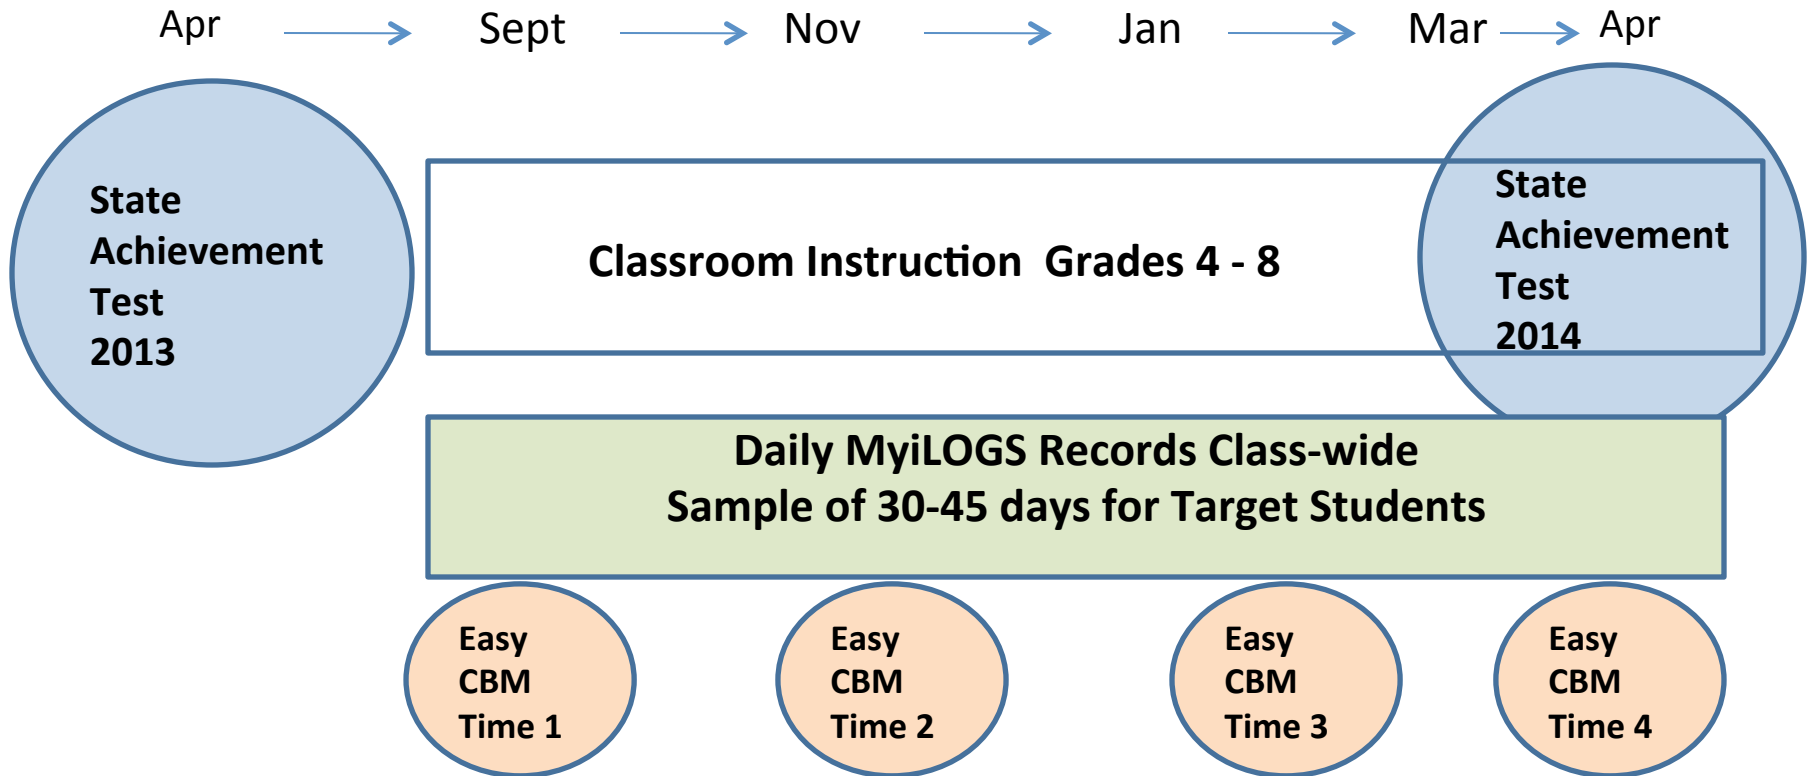 Apr Sept Nov Jan Mar Apr
State
Achievement
Test
2013
Classroom Instruction Grades 4 - 8
State
Achievement
Test
2014
Daily MyiLOGS Records Class-wide
Sample of 30-45 days for Target Students
Easy
CBM
Time 1
Easy
CBM
Time 2
Easy
CBM
Time 3
Easy
CBM
Time 4